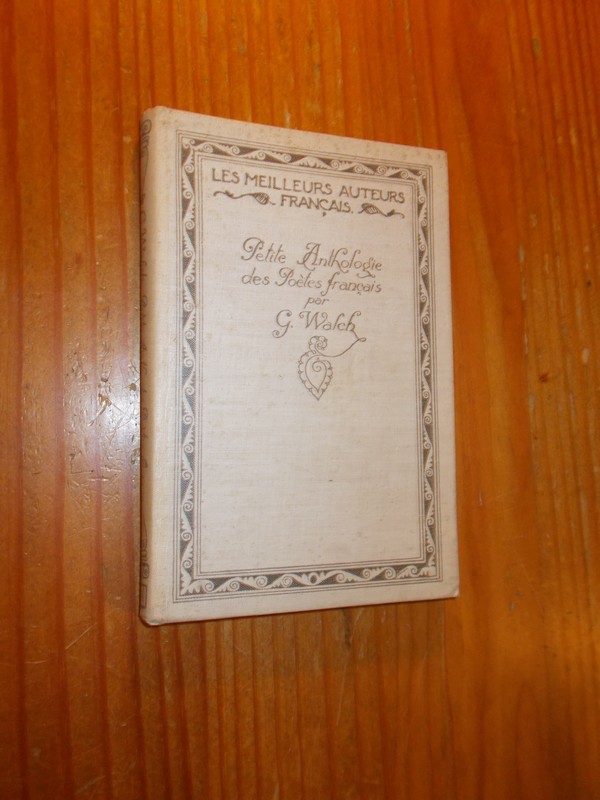 LES MEILLEURS AUTEURS
FRANÇAIS.
Petite Anthologie
des Poètes français
par
G. Walch